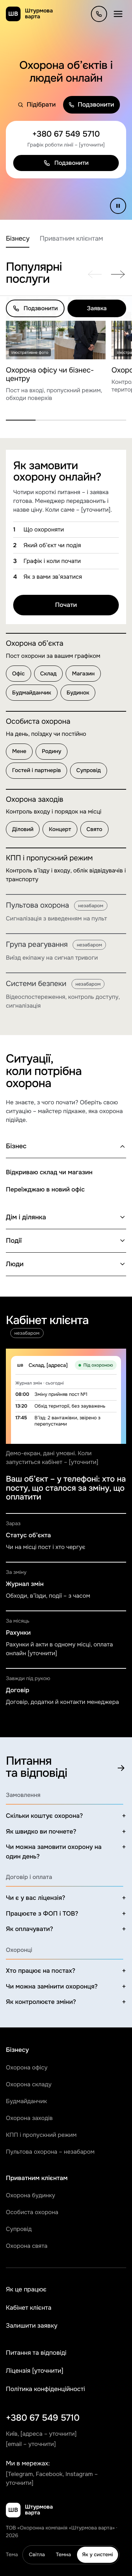 ШВ Штурмова
варта
Охорона об’єктів і
людей онлайн
Підібрати Подзвонити
+380 67 549 5710
Графік роботи лінії – [уточнити]
Подзвонити
Бізнесу Приватним клієнтам
Популярні
послуги
Подзвонити Заявка
Ілюстративне фото
Охорона офісу чи бізнес-
центру
Пост на вході, пропускний режим,
обходи поверхів
Як замовити
охорону онлайн?
Чотири короткі питання – і заявка
готова. Менеджер перетелефонує і
назве ціну. Коли саме – [уточнити].
1 Що охороняти
2 Який об’єкт чи подія
3 Графік і коли почати
4 Як з вами зв’язатися
Почати
Охорона об’єкта
Пост охорони за вашим графіком
Офіс Склад Магазин
Будмайданчик Будинок
Особиста охорона
На день, поїздку чи постійно
Мене Родину
Гостей і партнерів Супровід
Охорона заходів
Контроль входу і порядок на місці
Діловий Концерт Свято
КПП і пропускний режим
Контроль в’їзду і входу, облік відвідувачів і
транспорту
Пультова охорона незабаром
Сигналізація з виведенням на пульт
Група реагування незабаром
Виїзд екіпажу на сигнал тривоги
Системи безпеки незабаром
Відеоспостереження, контроль доступу,
сигналізація
Ситуації,
коли потрібна
охорона
Не знаєте, з чого почати? Оберіть свою
ситуацію – майстер підкаже, яка охорона
підійде.
Бізнес
Відкриваю склад чи магазин
Переїжджаю в новий офіс
Дім і ділянка
Події
Люди
Кабінет клієнта
незабаром
ШВ Склад, [адреса] Під охороною
Журнал змін · сьогодні
08:00 Зміну прийняв пост №1
13:20 Обхід території, без зауважень
17:45 В’їзд: 2 вантажівки, звірено з
перепустками
Демо-екран, дані умовні. Коли
запуститься кабінет – [уточнити]
Ваш об’єкт – у телефоні: хто на
посту, що сталося за зміну, що
оплатити
Зараз
Статус об’єкта
Чи на місці пост і хто чергує
За зміну
Журнал змін
Обходи, в’їзди, події – з часом
За місяць
Рахунки
Рахунки й акти в одному місці, оплата
онлайн [уточнити]
Завжди під рукою
Договір
Договір, додатки й контакти менеджера
Питання
та відповіді
Замовлення
Скільки коштує охорона? +
Як швидко ви почнете? +
Чи можна замовити охорону на +
один день?
Договір і оплата
Чи є у вас ліцензія? +
Працюєте з ФОП і ТОВ? +
Як оплачувати? +
Охоронці
Хто працює на постах? +
Чи можна замінити охоронця? +
Як контролюєте зміни? +
Бізнесу
Охорона офісу
Охорона складу
Будмайданчик
Охорона заходів
КПП і пропускний режим
Пультова охорона – незабаром
Приватним клієнтам
Охорона будинку
Особиста охорона
Супровід
Охорона свята
Як це працює
Кабінет клієнта
Залишити заявку
Питання та відповіді
Ліцензія [уточнити]
Політика конфіденційності
+380 67 549 5710
Київ, [адреса – уточнити]
[email – уточнити]
Ми в мережах:
[Telegram, Facebook, Instagram –
уточнити]
ШВ Штурмова
варта
ТОВ «Охоронна компанія «Штурмова варта» ·
2026
Тема Світла Темна Як у системі